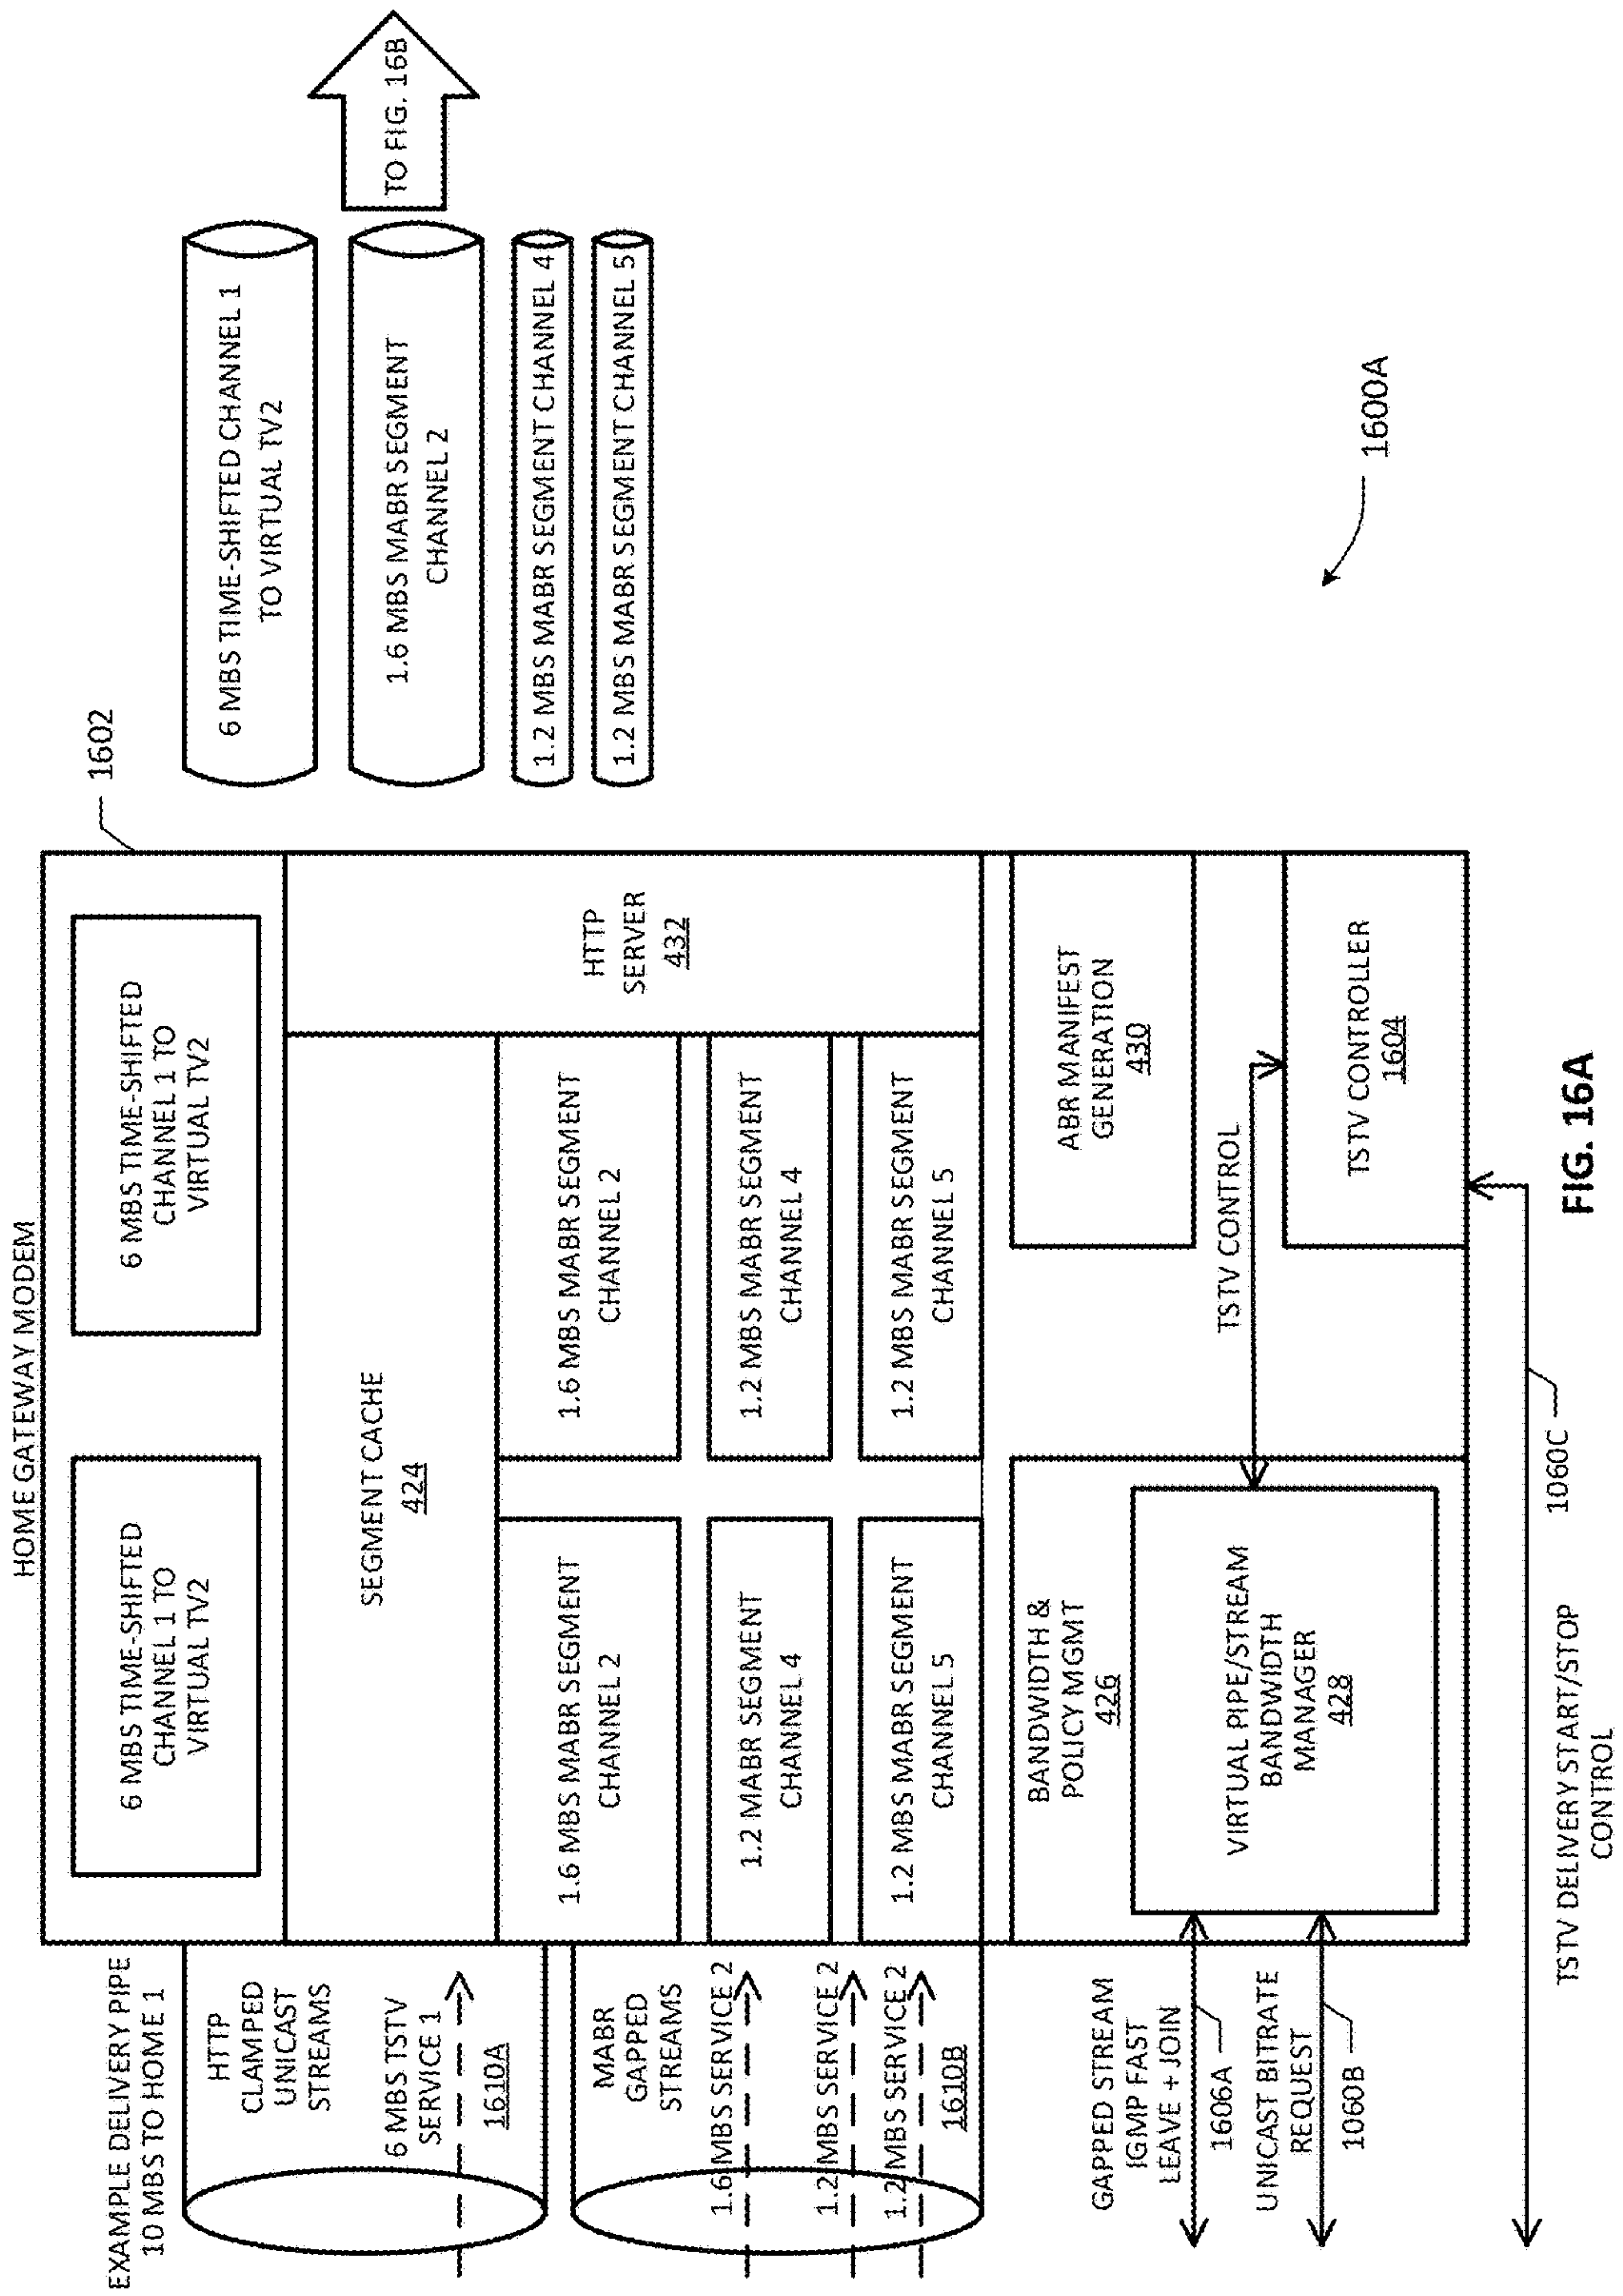 EXAMPLE DELIVERY PIPE
10 MBS TO HOME 1
HTTP
CLAMPED
UNICAST
STREAMS
6 MBS TSTV
SERVICE 1
1610A
MABR
GAPPED
STREAMS
1.6 MBS SERVICE 2
1.2 MBS SERVICE 2
1.2 MBS SERVICE 2
1610B
GAPPED STREAM
IGMP FAST
LEAVE + JOIN
1606A
UNICAST BITRATE
REQUEST
1060B
HOME GATEWAY MODEM
1602
6 MBS TIME-SHIFTED
CHANNEL 1 TO
VIRTUAL TV2
6 MBS TIME-SHIFTED
CHANNEL 1 TO
VIRTUAL TV2
SEGMENT CACHE
424
HTTP
SERVER
432
1.6 MBS MABR SEGMENT
CHANNEL 2
1.6 MBS MABR SEGMENT
CHANNEL 2
1.2 MABR SEGMENT
CHANNEL 4
1.2 MBS MABR SEGMENT
CHANNEL 4
1.2 MBS MABR SEGMENT
CHANNEL 5
1.2 MBS MABR SEGMENT
CHANNEL 5
BANDWIDTH &
POLICY MGMT
426
VIRTUAL PIPE/STREAM
BANDWIDTH
MANAGER
428
ABR MANIFEST
GENERATION
430
TSTV CONTROL
TSTV CONTROLLER
1604
1060C
TSTV DELIVERY START/STOP
CONTROL
6 MBS TIME-SHIFTED CHANNEL 1
TO VIRTUAL TV2
1.6 MBS MABR SEGMENT
CHANNEL 2
1.2 MBS MABR SEGMENT CHANNEL 4
1.2 MBS MABR SEGMENT CHANNEL 5
TO FIG. 16B
1600A
FIG. 16A